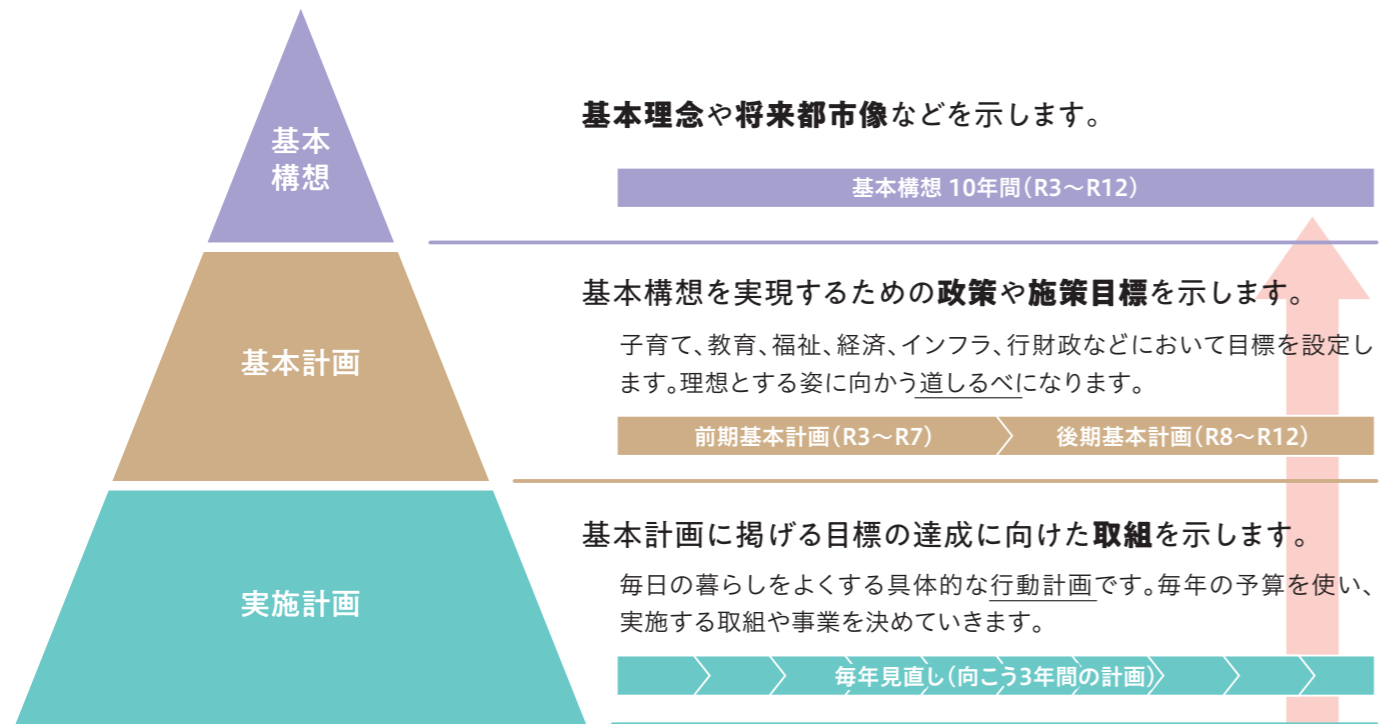 基本
構想
基本理念や将来都市像などを示します。
基本構想 10年間(R3～R12)
基本計画
基本構想を実現するための政策や施策目標を示します。
子育て、教育、福祉、経済、インフラ、行財政などにおいて目標を設定し
ます。理想とする姿に向かう道しるべになります。
前期基本計画(R3～R7)
後期基本計画(R8～R12)
実施計画
基本計画に掲げる目標の達成に向けた取組を示します。
毎日の暮らしをよくする具体的な行動計画です。毎年の予算を使い、
実施する取組や事業を決めていきます。
毎年見直し(向こう3年間の計画)